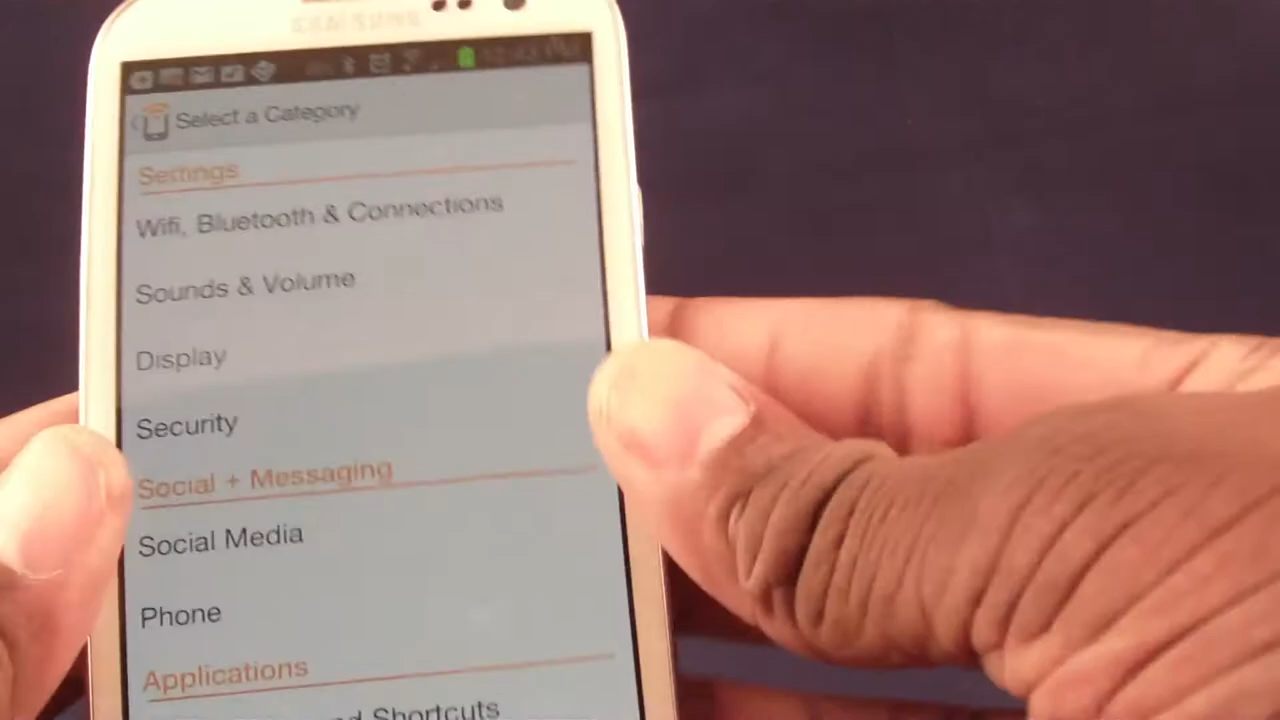 SAMSUNG
Select a Category
Settings
Wifi, Bluetooth & Connections
Sounds & Volume
Display
Security
Social + Messaging
Social Media
Phone
Applications
Shortcuts